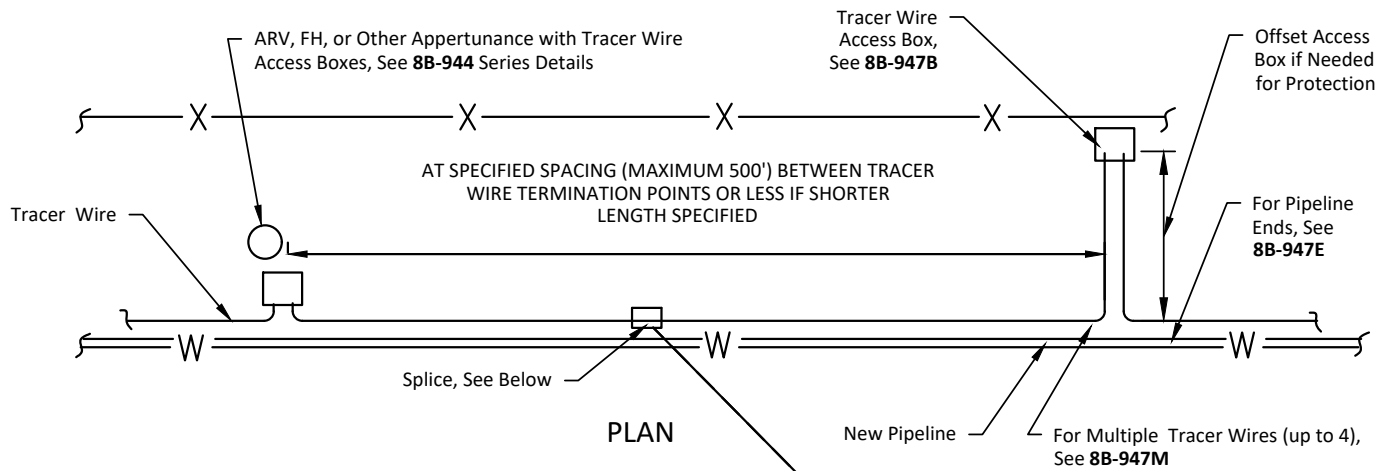 ARV, FH, or Other Appertunance with Tracer Wire
Access Boxes, See 8B-944 Series Details
Tracer Wire
Access Box,
See 8B-947B
Offset Access
Box if Needed
for Protection
X X X X
AT SPECIFIED SPACING (MAXIMUM 500') BETWEEN TRACER
WIRE TERMINATION POINTS OR LESS IF SHORTER
LENGTH SPECIFIED
Tracer Wire
For Pipeline
Ends, See
8B-947E
W W W
Splice, See Below
PLAN
New Pipeline
For Multiple Tracer Wires (up to 4),
See 8B-947M